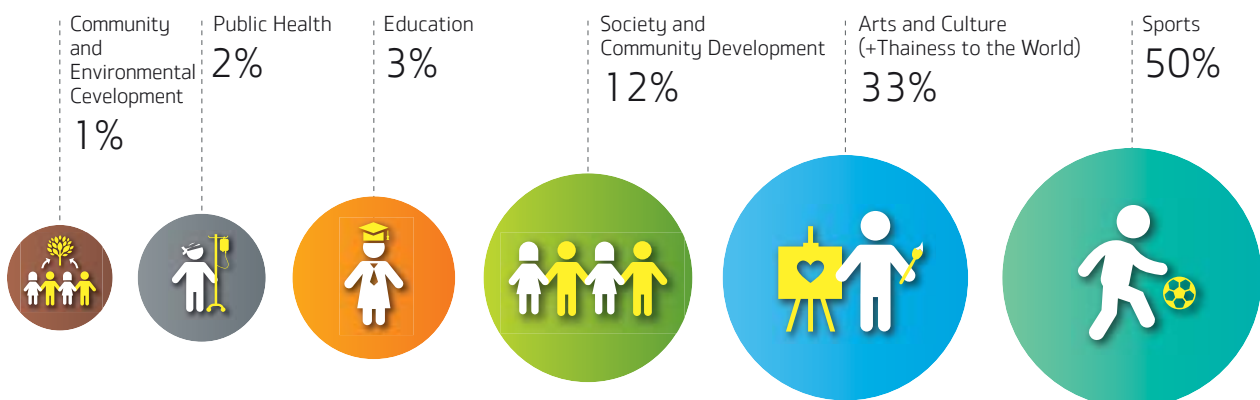 Community
and
Environmental
Cevelopment
1%
Public Health
2%
Education
3%
Society and
Community Development
12%
Arts and Culture
(+Thainess to the World)
33%
Sports
50%